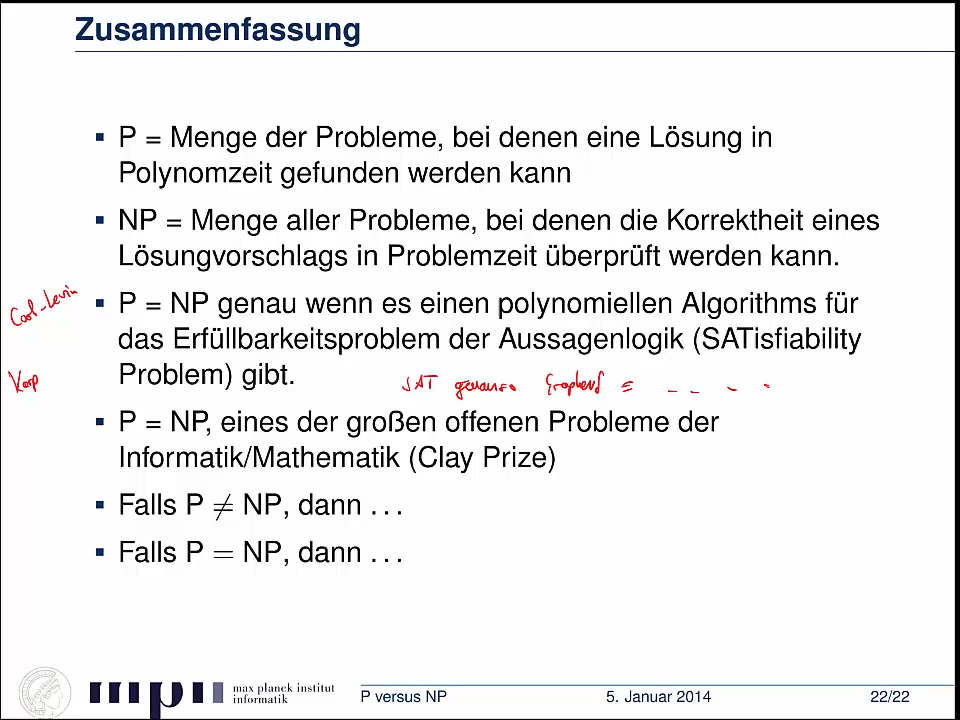 Zusammenfassung
▪ P = Menge der Probleme, bei denen eine Lösung in
Polynomzeit gefunden werden kann
▪ NP = Menge aller Probleme, bei denen die Korrektheit eines
Lösungvorschlags in Problemzeit überprüft werden kann.
Cook-Levin
▪ P = NP genau wenn es einen polynomiellen Algorithms für
das Erfüllbarkeitsproblem der Aussagenlogik (SATisfiability
Karp
Problem) gibt.
SAT genauso
▪ P = NP, eines der großen offenen Probleme der
Informatik/Mathematik (Clay Prize)
▪ Falls P ≠ NP, dann . . .
▪ Falls P = NP, dann . . .
max planck institut
informatik
P versus NP
5. Januar 2014
22/22